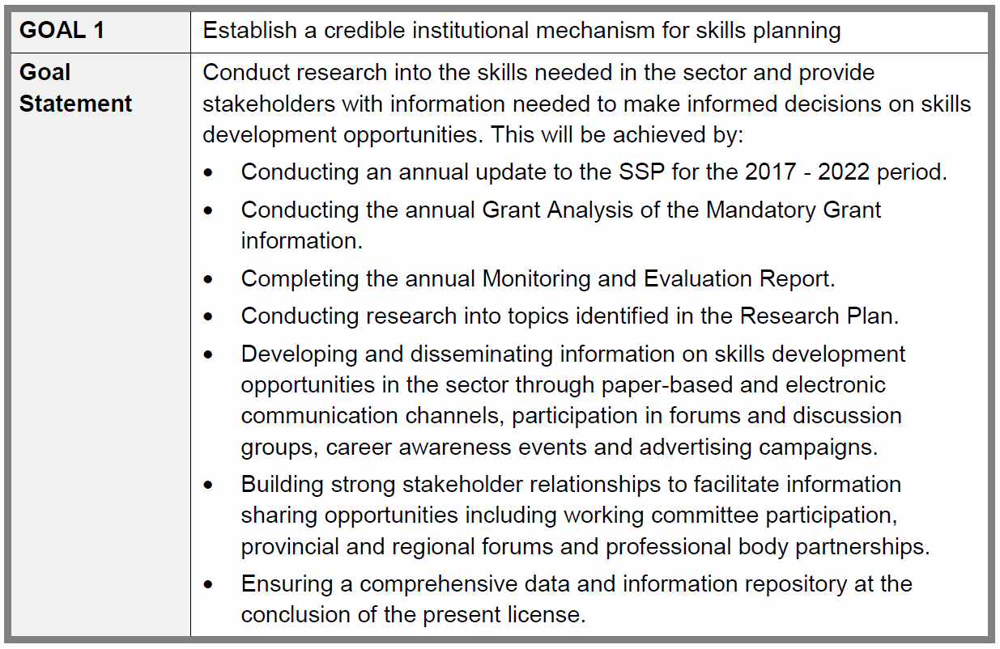 GOAL 1
Establish a credible institutional mechanism for skills planning
Goal
Statement
Conduct research into the skills needed in the sector and provide
stakeholders with information needed to make informed decisions on skills
development opportunities. This will be achieved by:
• Conducting an annual update to the SSP for the 2017 - 2022 period.
• Conducting the annual Grant Analysis of the Mandatory Grant
information.
• Completing the annual Monitoring and Evaluation Report.
• Conducting research into topics identified in the Research Plan.
• Developing and disseminating information on skills development
opportunities in the sector through paper-based and electronic
communication channels, participation in forums and discussion
groups, career awareness events and advertising campaigns.
• Building strong stakeholder relationships to facilitate information
sharing opportunities including working committee participation,
provincial and regional forums and professional body partnerships.
• Ensuring a comprehensive data and information repository at the
conclusion of the present license.